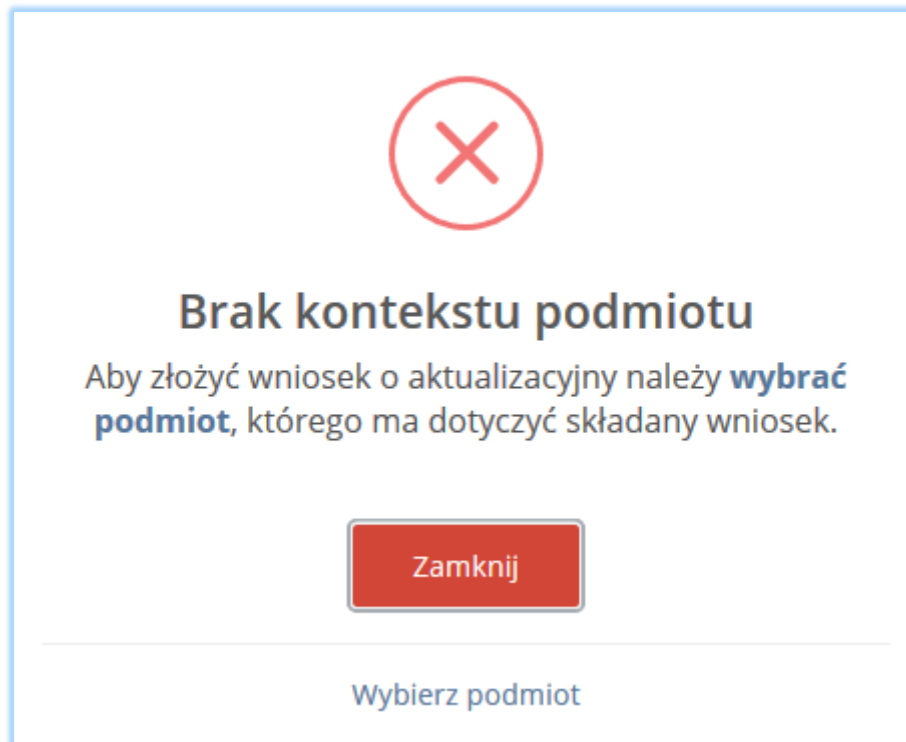 Brak kontekstu podmiotu
Aby złożyć wniosek o aktualizacyjny należy wybrać
podmiot, którego ma dotyczyć składany wniosek.
Zamknij
Wybierz podmiot